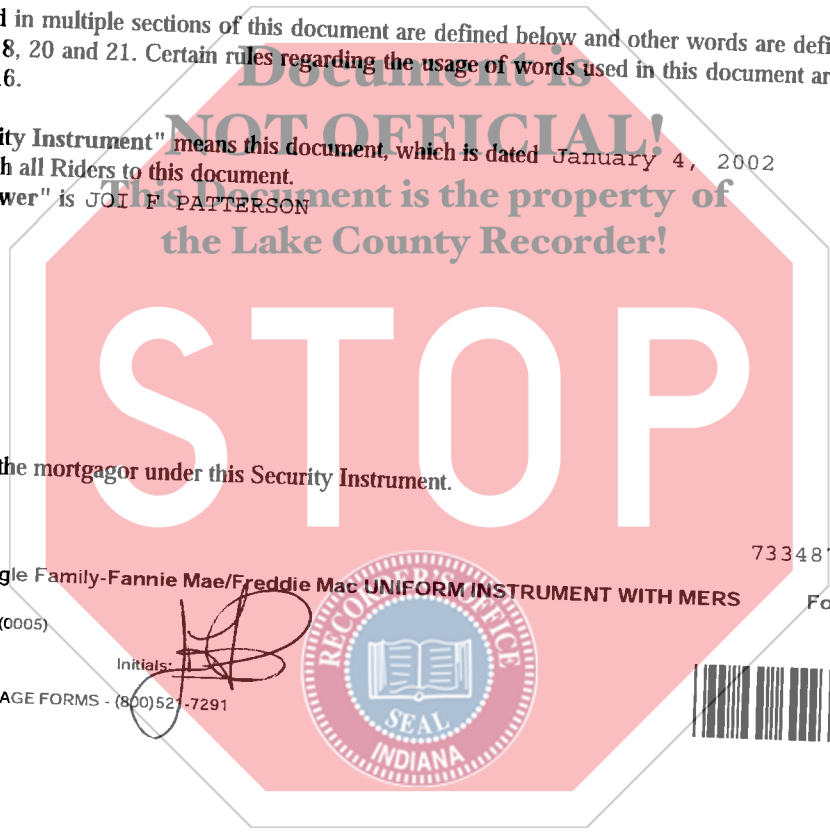 d in multiple sections of this document are defined below and other words are defi
8, 20 and 21. Certain rules regarding the usage of words used in this document ar
16.
Document is
NOT OFFICIAL!
This Document is the property of
the Lake County Recorder!
ity Instrument" means this document, which is dated January 4, 2002
h all Riders to this document.
wer" is JOI F PATTERSON
STOP
the mortgagor under this Security Instrument.
733487
gle Family-Fannie Mae/Freddie Mac UNIFORM INSTRUMENT WITH MERS
Fo
(0005)
Initials:
AGE FORMS - (800)521-7291
RECORDER'S OFFICE
SEAL
INDIANA